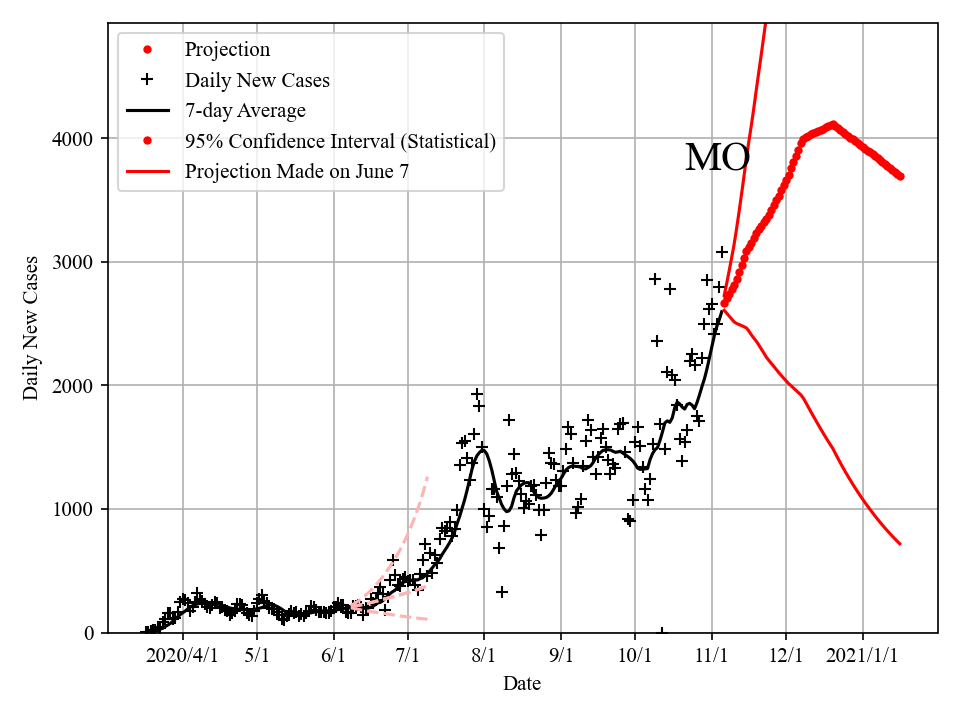 Projection
Daily New Cases
7-day Average
95% Confidence Interval (Statistical)
Projection Made on June 7
MO
4000
3000
2000
1000
0
Daily New Cases
2020/4/1 5/1 6/1 7/1 8/1 9/1 10/1 11/1 12/1 2021/1/1
Date